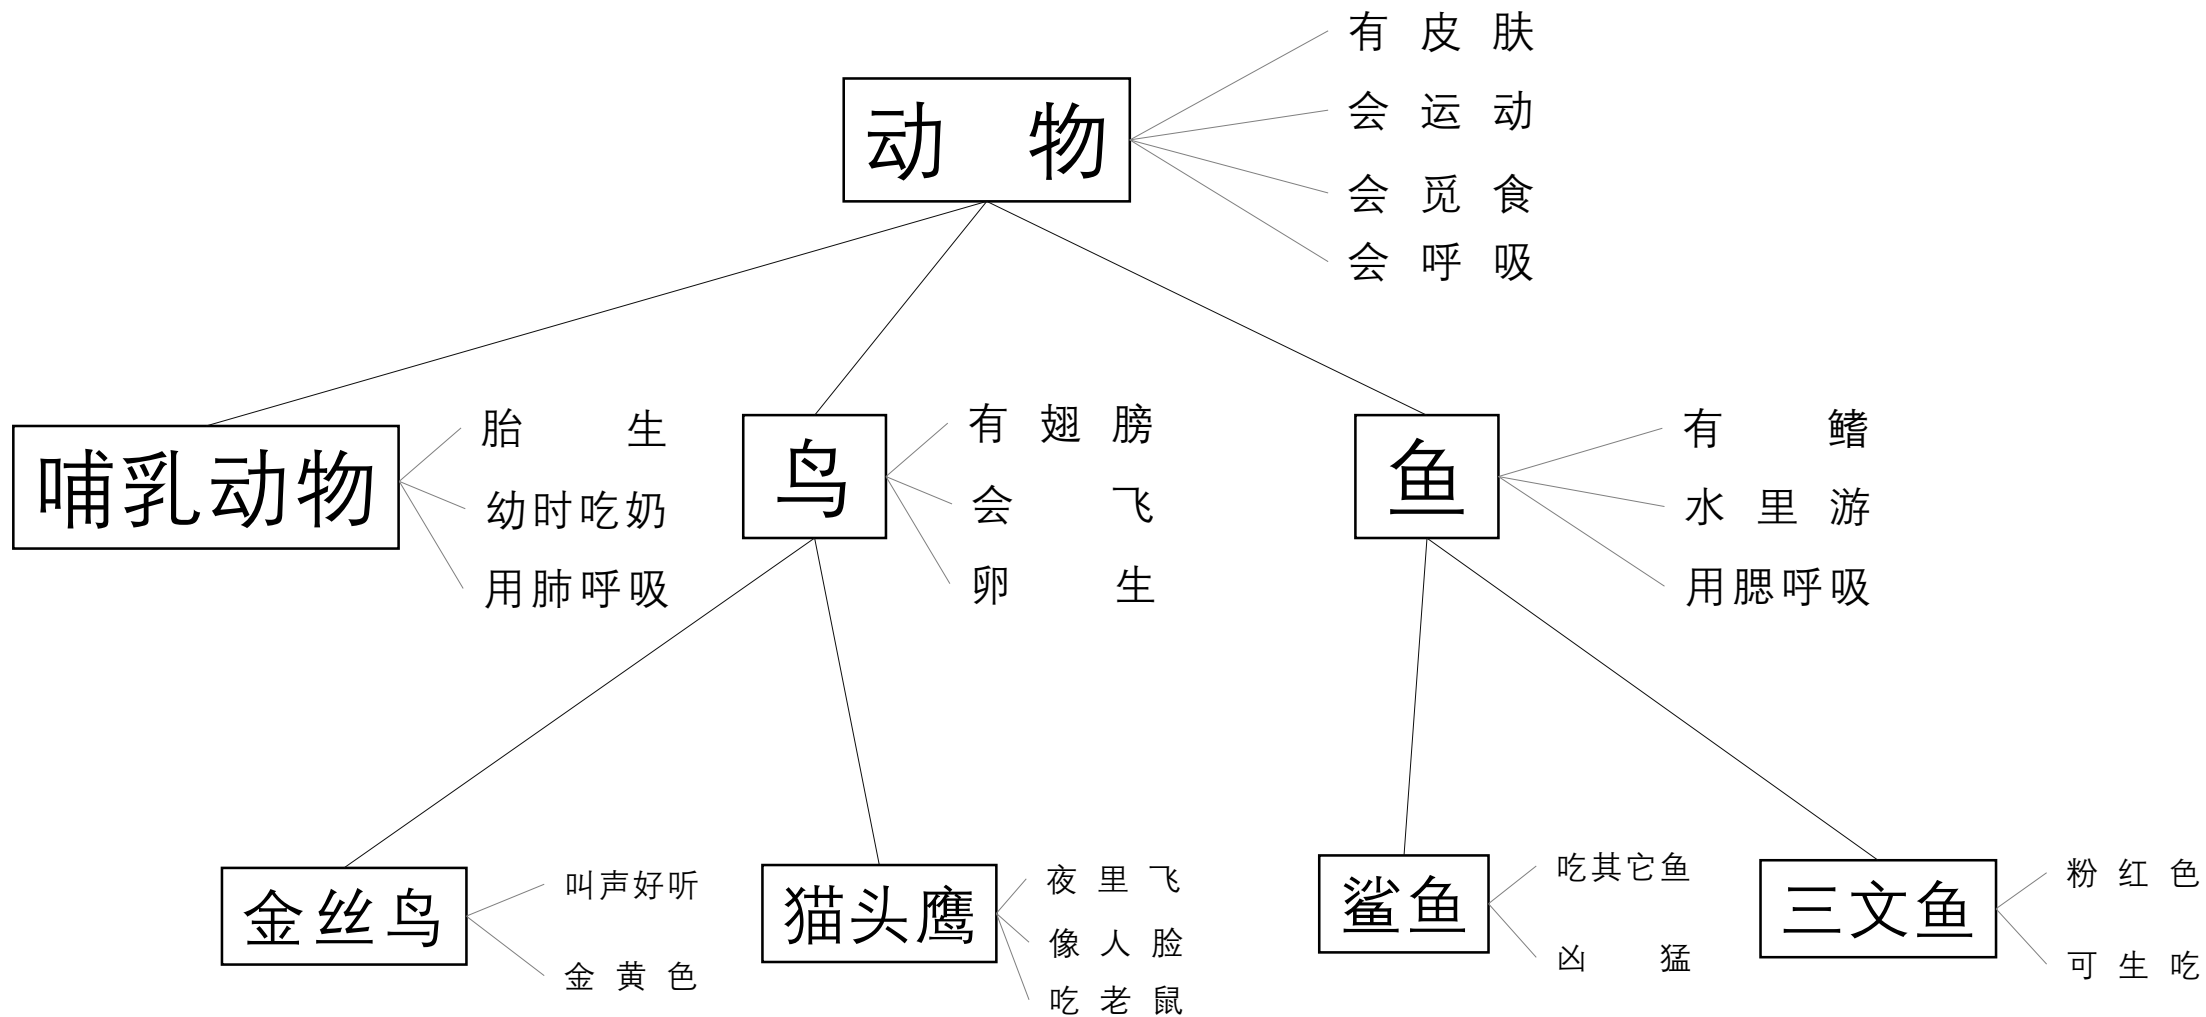 有皮肤
会运动
动物
会觅食
会呼吸
胎生
幼时吃奶
哺乳动物
用肺呼吸
有翅膀
会飞
鸟
卵生
有鳍
水里游
鱼
用腮呼吸
叫声好听
金丝鸟
金黄色
夜里飞
像人脸
猫头鹰
吃老鼠
吃其它鱼
鲨鱼
凶猛
粉红色
三文鱼
可生吃